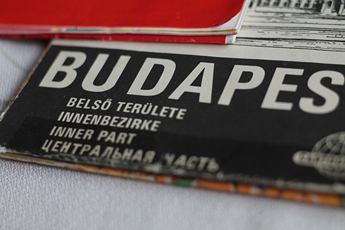 BUDAPES
BELSŐ TERÜLETE
INNENBEZIRKE
INNER PART
ЦЕНТРАЛЬНАЯ ЧАСТЬ